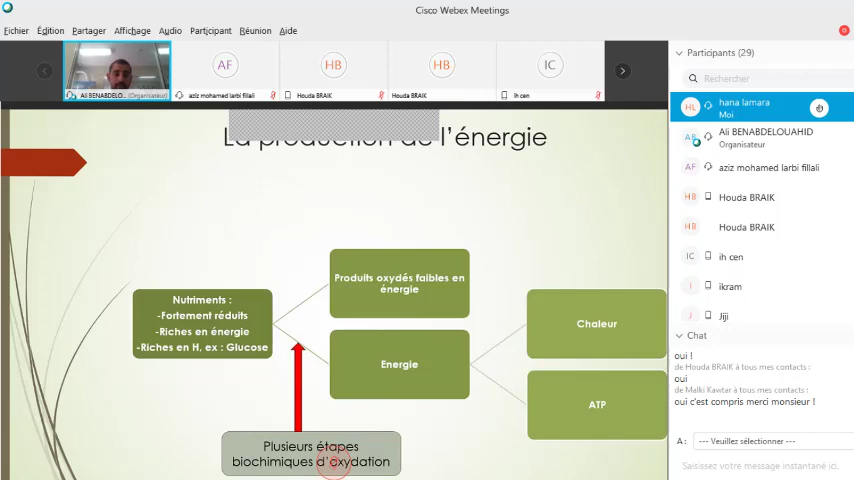 Cisco Webex Meetings
Fichier Édition Partager Affichage Audio Participant Réunion Aide
AF HB HB IC
Ali BENABDELO... (Organisateur) aziz mohamed larbi fillali Houda BRAIK Houda BRAIK ih cen
La production de l'énergie
Nutriments :
-Fortement réduits
-Riches en énergie
-Riches en H, ex : Glucose
Produits oxydés faibles en
énergie
Energie
Chaleur
ATP
Plusieurs étapes
biochimiques d'oxydation
Participants (29)
Rechercher
HL hana lamara
Moi
AB Ali BENABDELOUAHID
Organisateur
AF aziz mohamed larbi fillali
HB Houda BRAIK
HB Houda BRAIK
IC ih cen
I ikram
J Jiji
Chat
oui !
de Houda BRAIK à tous mes contacts :
oui
de Malki Kawtar à tous mes contacts :
oui c'est compris merci monsieur !
A : --- Veuillez sélectionner ---
Saisissez votre message instantané ici.